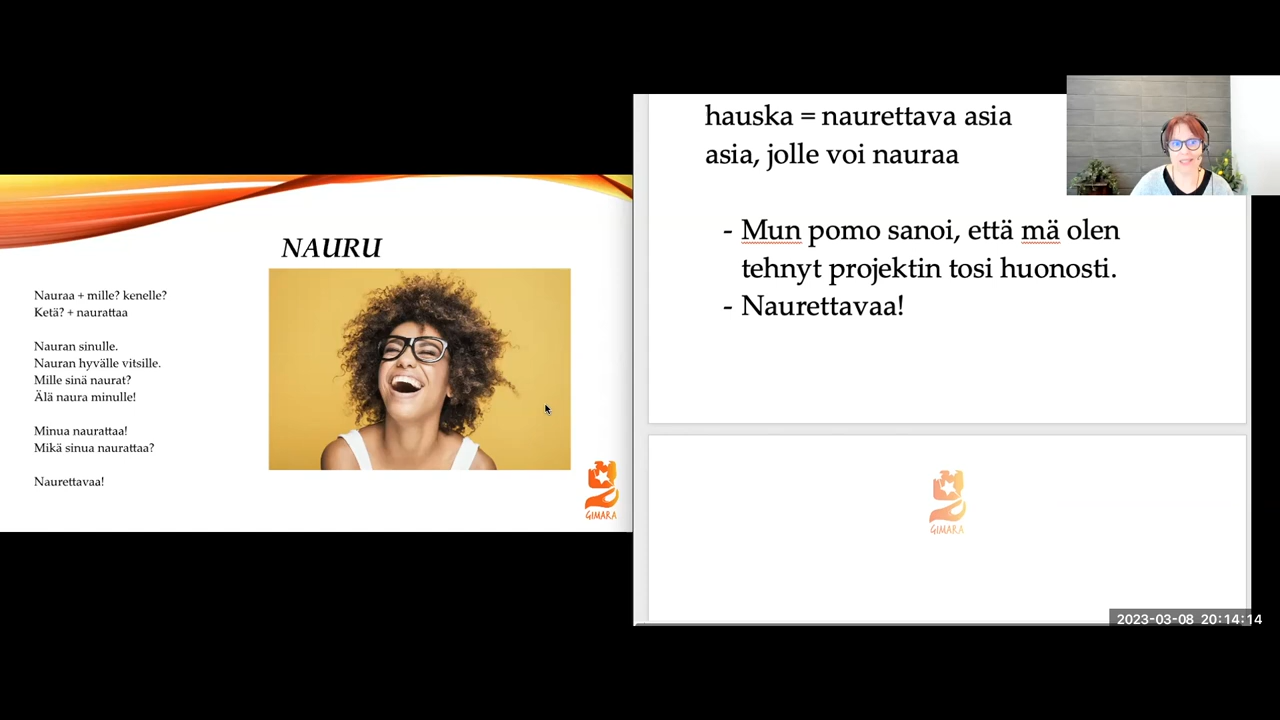 NAURU
Nauraa + mille? kenelle?
Ketä? + naurattaa
Nauran sinulle.
Nauran hyvälle vitsille.
Mille sinä naurat?
Älä naura minulle!
Minua naurattaa!
Mikä sinua naurattaa?
Naurettavaa!
GIMARA
hauska = naurettava asia
asia, jolle voi nauraa
- Mun pomo sanoi, että mä olen
tehnyt projektin tosi huonosti.
- Naurettavaa!
GIMARA
2023-03-08 20:14:14